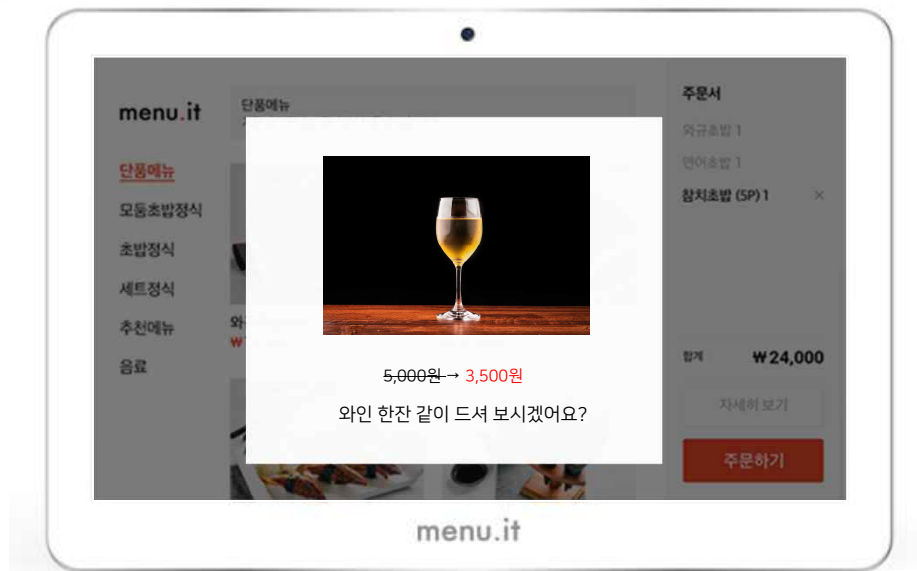 menu.it
단품메뉴
모둠초밥정식
초밥정식
세트정식
추천메뉴
음료
단품메뉴
와
₩
5,000원 → 3,500원
와인 한잔 같이 드셔 보시겠어요?
주문서
와규초밥 1
연어초밥 1
참치초밥 (5P) 1 ×
합계 ₩24,000
자세히 보기
주문하기
menu.it